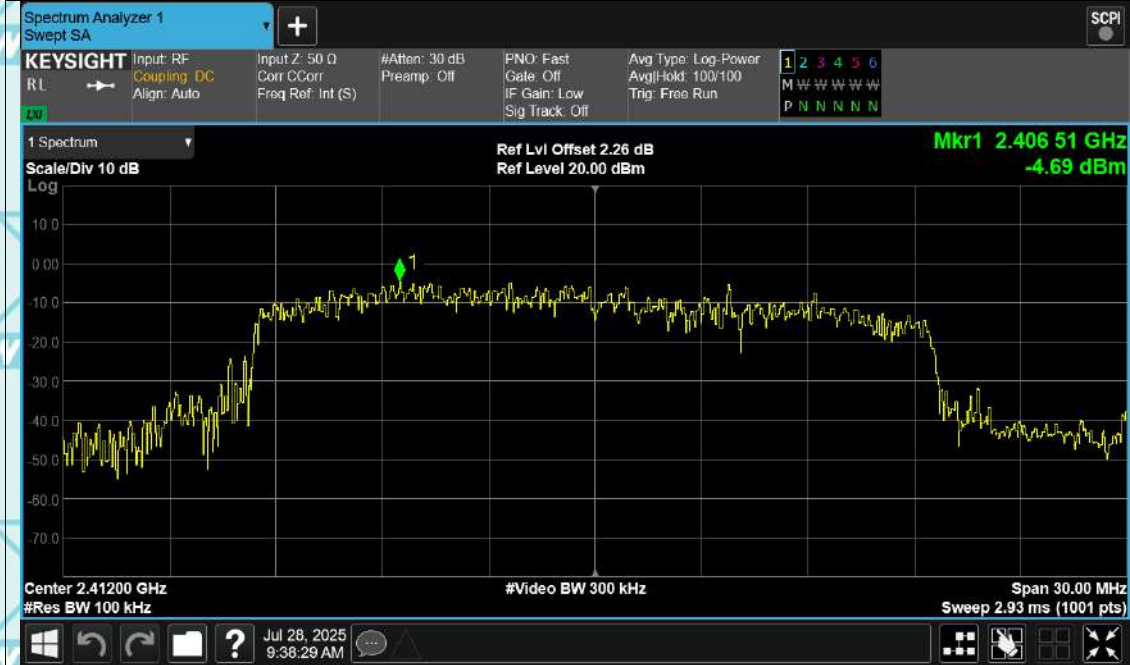 Spectrum Analyzer 1
Swept SA
+
SCPI
KEYSIGHT
RL
LXI
Input: RF
Coupling: DC
Align: Auto
Input Z: 50 Ω
Corr CCorr
Freq Ref: Int (S)
#Atten: 30 dB
Preamp: Off
PNO: Fast
Gate: Off
IF Gain: Low
Sig Track: Off
Avg Type: Log-Power
Avg|Hold: 100/100
Trig: Free Run
1 2 3 4 5 6
M W W W W W
P N N N N N
1 Spectrum
Scale/Div 10 dB
Log
Ref Lvl Offset 2.26 dB
Ref Level 20.00 dBm
Mkr1 2.406 51 GHz
-4.69 dBm
10.0
0.00
1
-10.0
-20.0
-30.0
-40.0
-50.0
-60.0
-70.0
Center 2.41200 GHz
#Video BW 300 kHz
Span 30.00 MHz
#Res BW 100 kHz
Sweep 2.93 ms (1001 pts)
?
Jul 28, 2025
9:38:29 AM